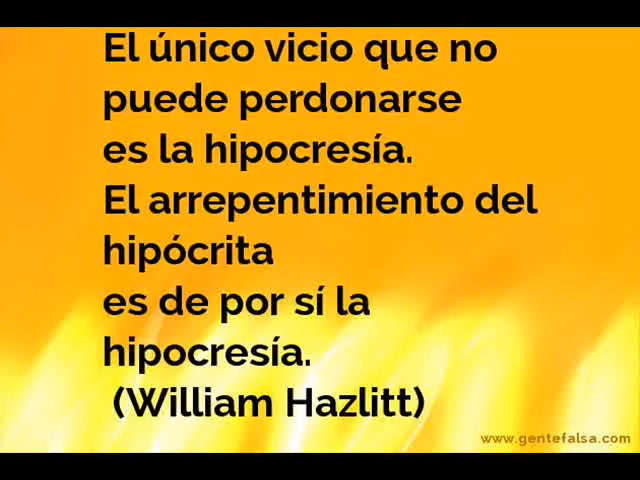 El único vicio que no
puede perdonarse
es la hipocresía.
El arrepentimiento del
hipócrita
es de por sí la
hipocresía.
(William Hazlitt)
www.gentefalsa.com